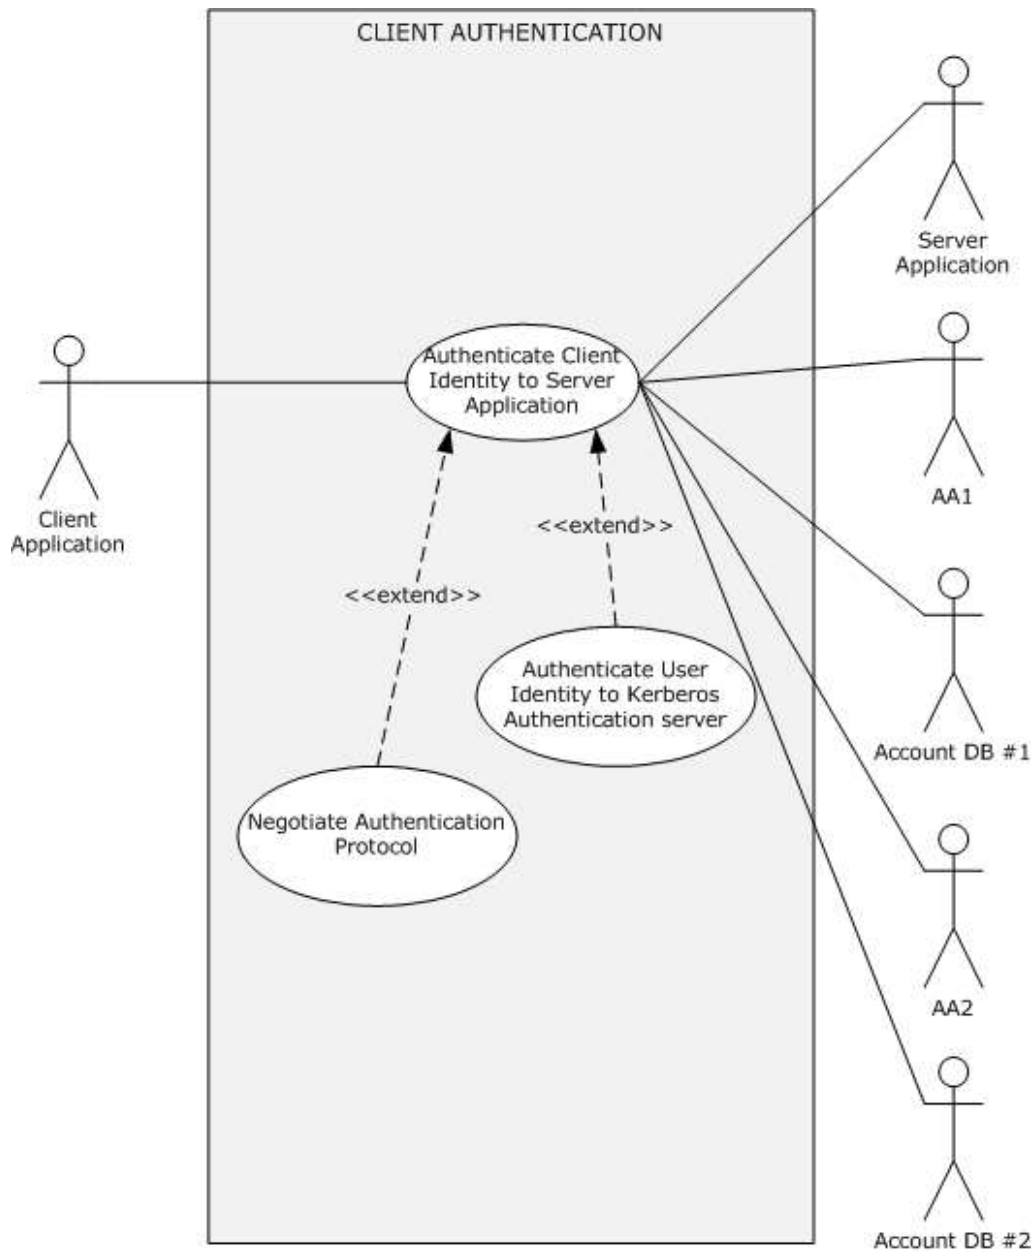 CLIENT AUTHENTICATION
Server
Application
Authenticate Client
Identity to Server
Application
AA1
Client
Application
<<extend>>
<<extend>>
Authenticate User
Identity to Kerberos
Authentication server
Account DB #1
Negotiate Authentication
Protocol
AA2
Account DB #2